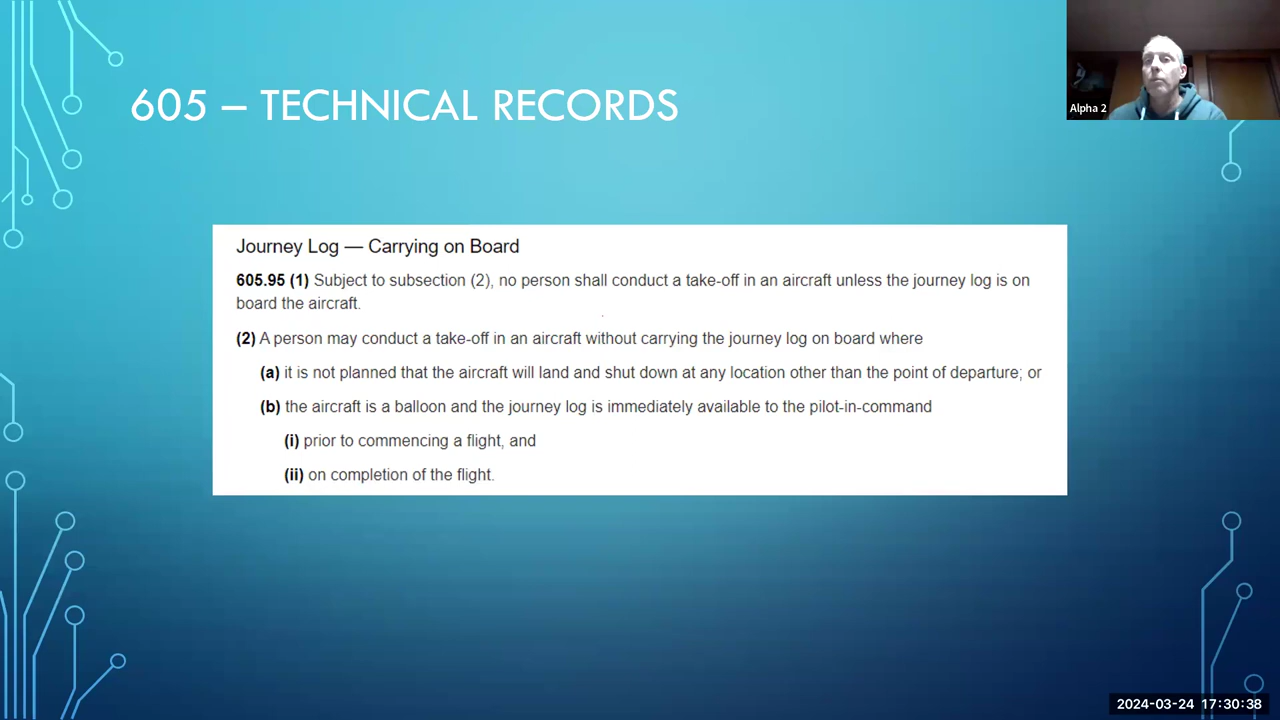 Alpha 2
605 – TECHNICAL RECORDS
Journey Log — Carrying on Board
605.95 (1) Subject to subsection (2), no person shall conduct a take-off in an aircraft unless the journey log is on
board the aircraft.
(2) A person may conduct a take-off in an aircraft without carrying the journey log on board where
(a) it is not planned that the aircraft will land and shut down at any location other than the point of departure; or
(b) the aircraft is a balloon and the journey log is immediately available to the pilot-in-command
(i) prior to commencing a flight, and
(ii) on completion of the flight.
2024-03-24 17:30:38